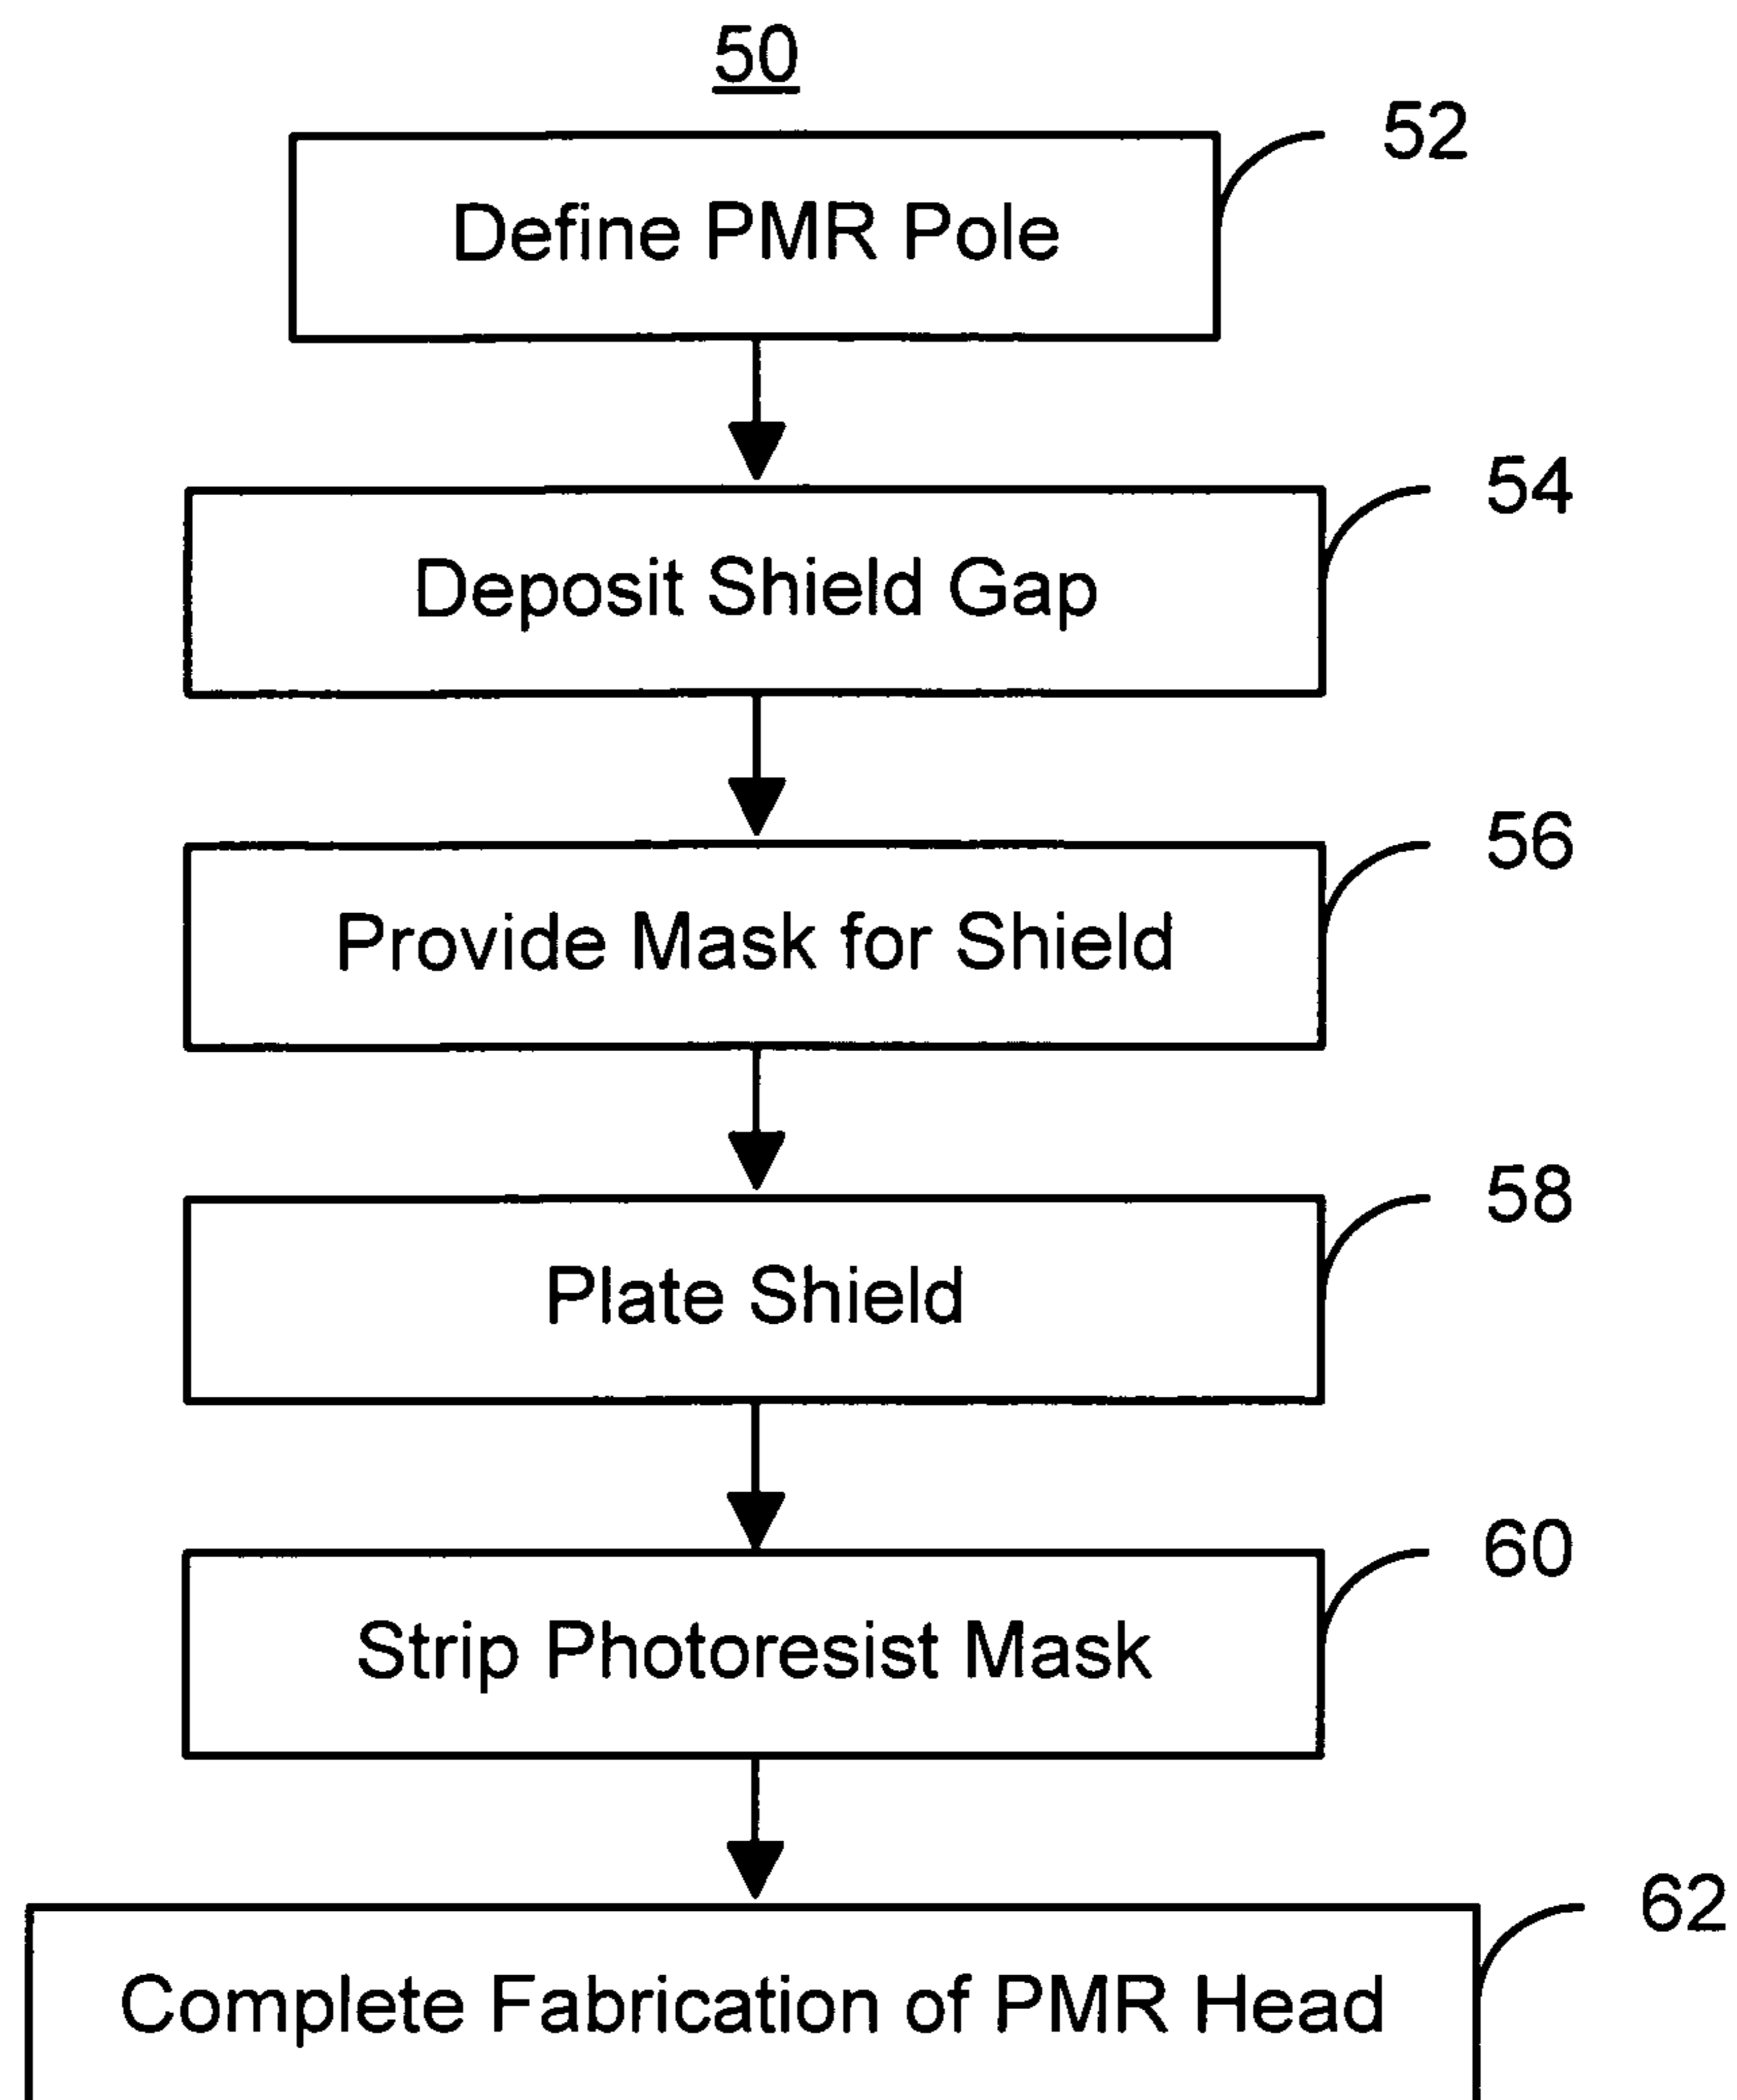 50
52
Define PMR Pole
54
Deposit Shield Gap
56
Provide Mask for Shield
58
Plate Shield
60
Strip Photoresist Mask
62
Complete Fabrication of PMR Head